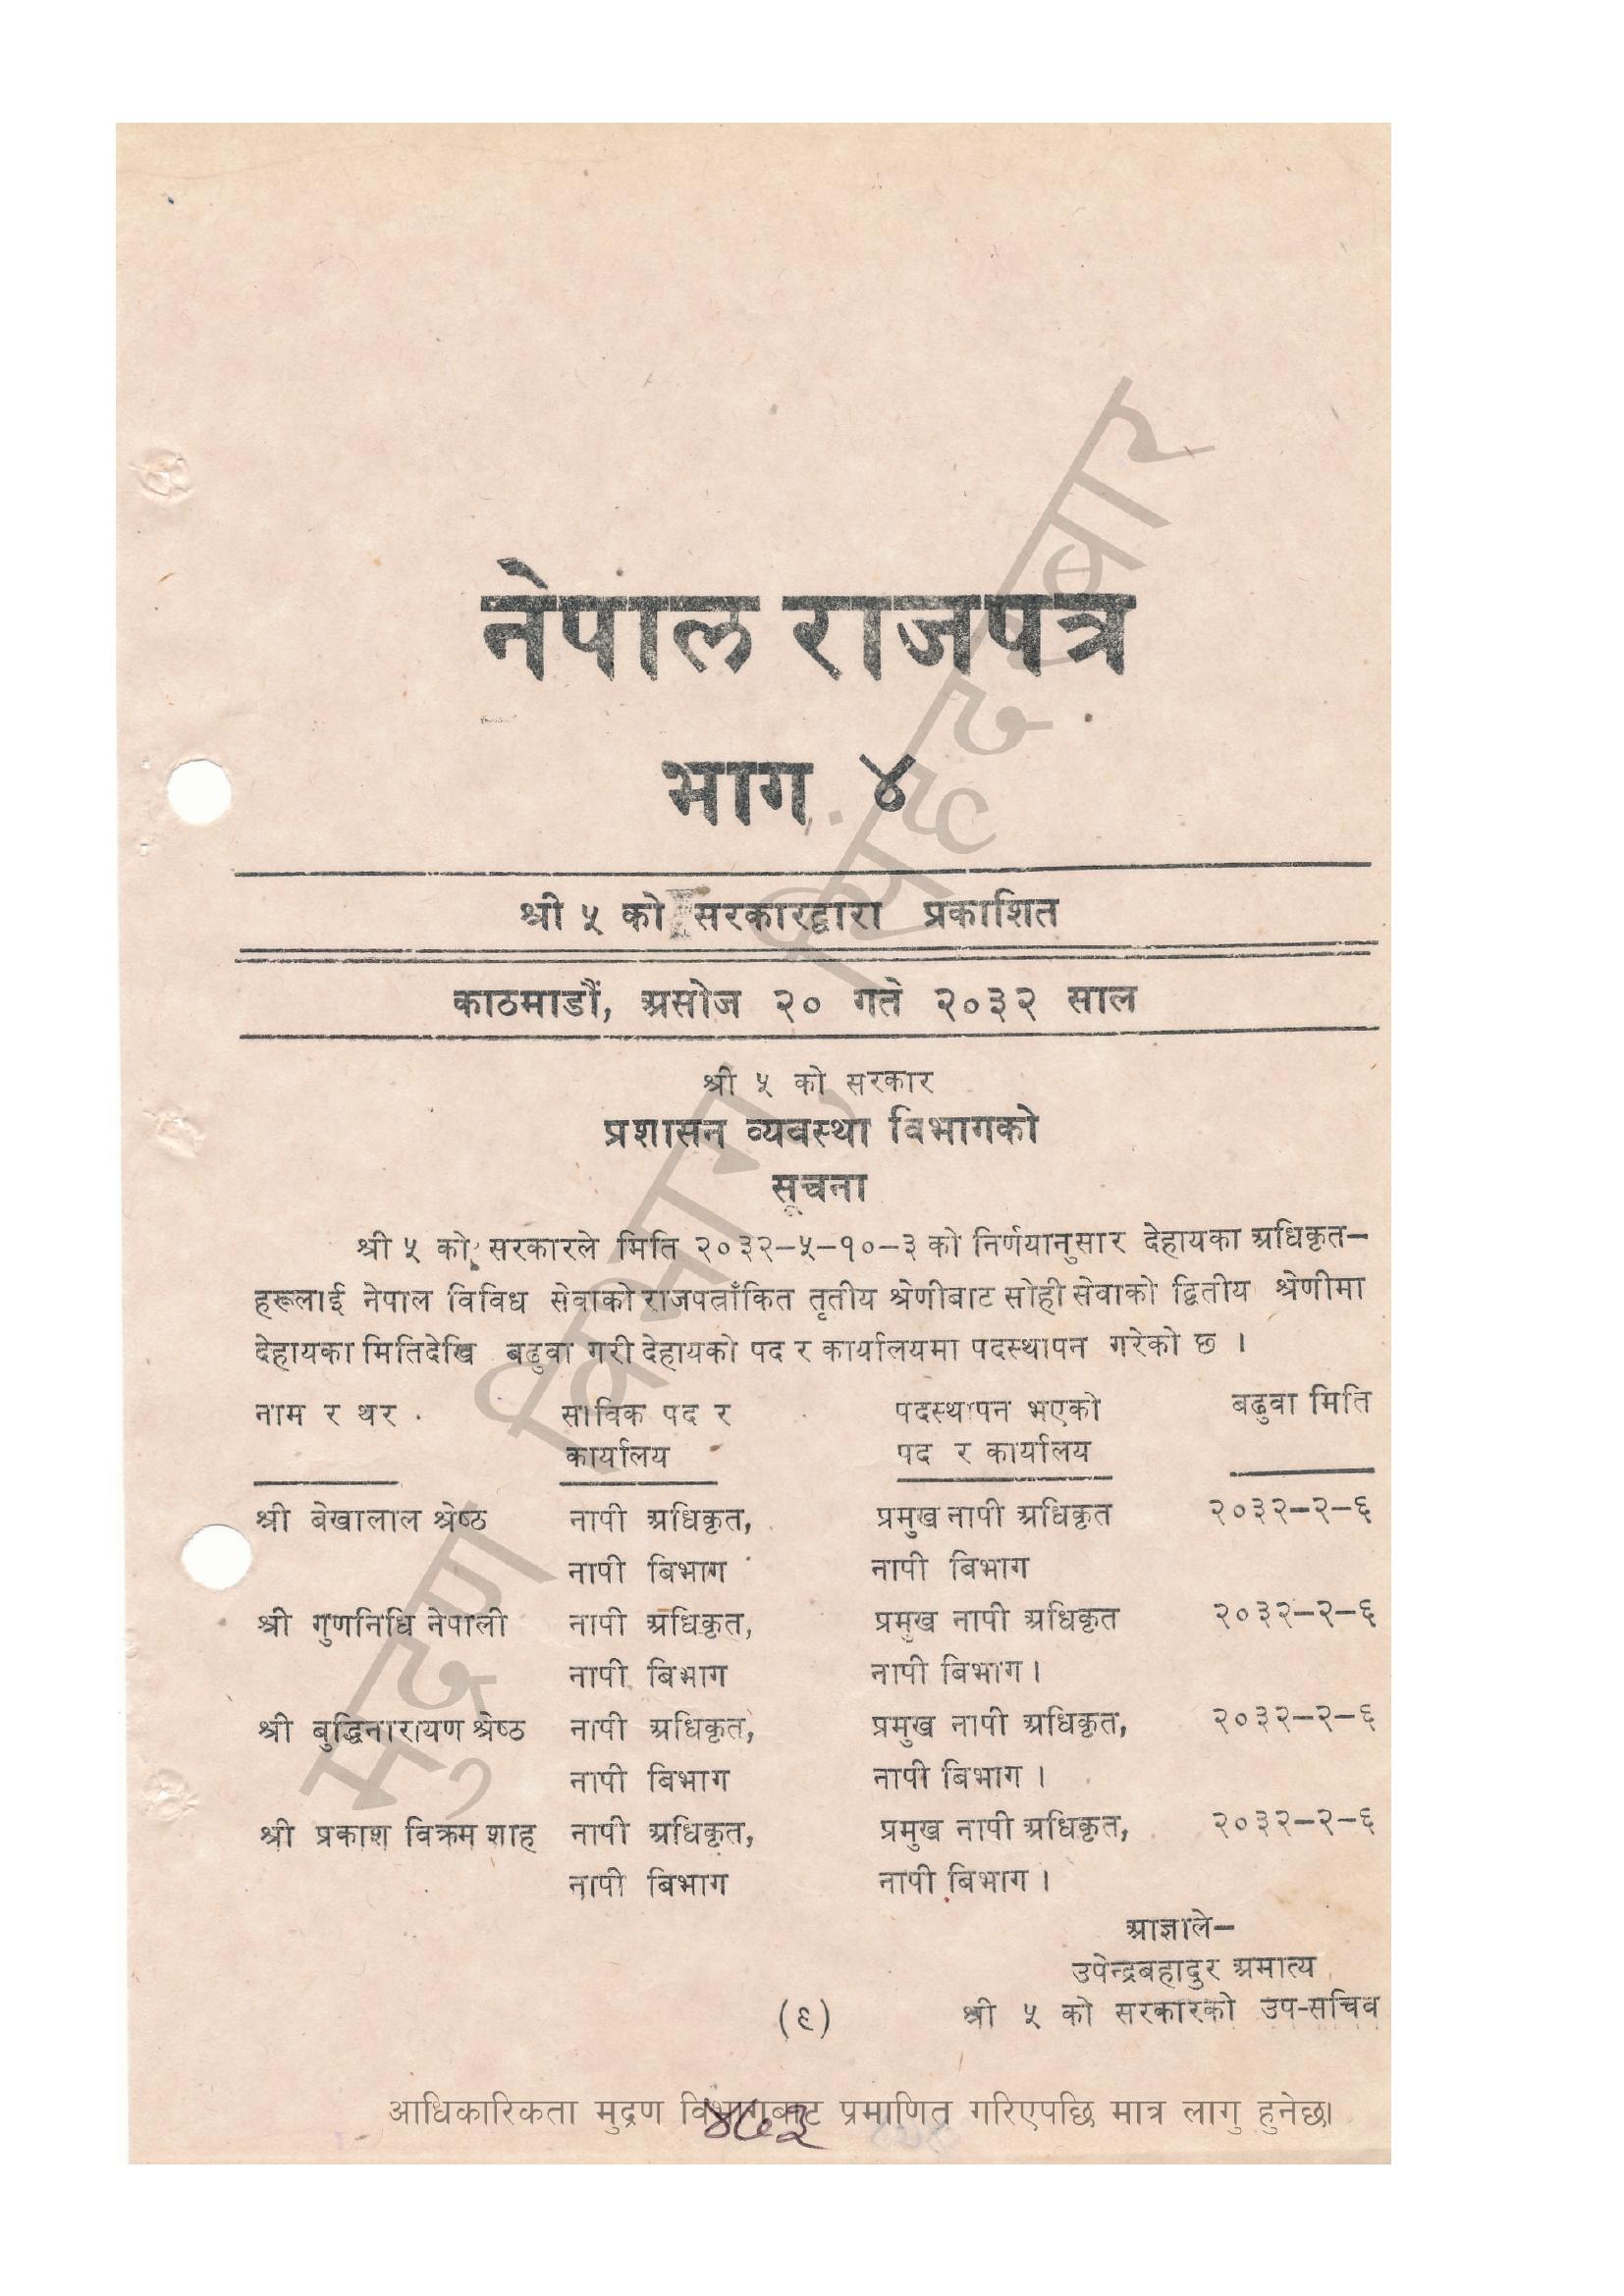 नेपाल राजपत्र
भाग ४
श्री ५ को सरकारद्वारा प्रकाशित
काठमाडौं, असोज २० गते २०३२ साल
श्री ५ को सरकार
प्रशासन व्यवस्था विभागको
सूचना
श्री ५ को सरकारले मिति २०३२–५–१०–३ को निर्णयानुसार देहायका अधिकृत–
हरूलाई नेपाल विविध सेवाको राजपत्राँकित तृतीय श्रेणीबाट सोही सेवाको द्वितीय श्रेणीमा
देहायका मितिदेखि बढुवा गरी देहायको पद र कार्यालयमा पदस्थापन गरेको छ ।
नाम र थर साविक पद र पदस्थापन भएको बढुवा मिति
कार्यालय पद र कार्यालय
श्री बेखालाल श्रेष्ठ नापी अधिकृत, प्रमुख नापी अधिकृत २०३२–२–६
नापी बिभाग नापी बिभाग
श्री गुणनिधि नेपाली नापी अधिकृत, प्रमुख नापी अधिकृत २०३२–२–६
नापी बिभाग नापी बिभाग ।
श्री बुद्धिनारायण श्रेष्ठ नापी अधिकृत, प्रमुख नापी अधिकृत, २०३२–२–६
नापी बिभाग नापी बिभाग ।
श्री प्रकाश विक्रम शाह नापी अधिकृत, प्रमुख नापी अधिकृत, २०३२–२–६
नापी बिभाग नापी बिभाग ।
आज्ञाले–
उपेन्द्रबहादुर अमात्य
श्री ५ को सरकारको उप-सचिव
(९)
आधिकारिकता मुद्रण विभागबाट प्रमाणित गरिएपछि मात्र लागु हुनेछ।
४७३
मुद्रण विभाग, सिंहदरबार